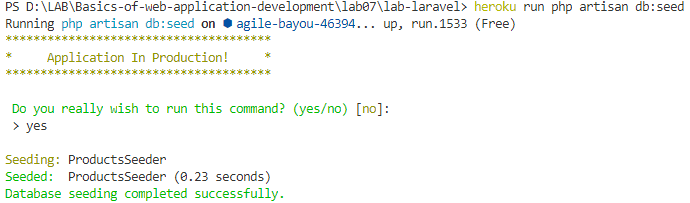 PS D:\LAB\Basics-of-web-application-development\lab07\lab-laravel> heroku run php artisan db:seed
Running php artisan db:seed on ⬢ agile-bayou-46394... up, run.1533 (Free)
**************************************
*     Application In Production!     *
**************************************
Do you really wish to run this command? (yes/no) [no]:
> yes
Seeding: ProductsSeeder
Seeded:  ProductsSeeder (0.23 seconds)
Database seeding completed successfully.